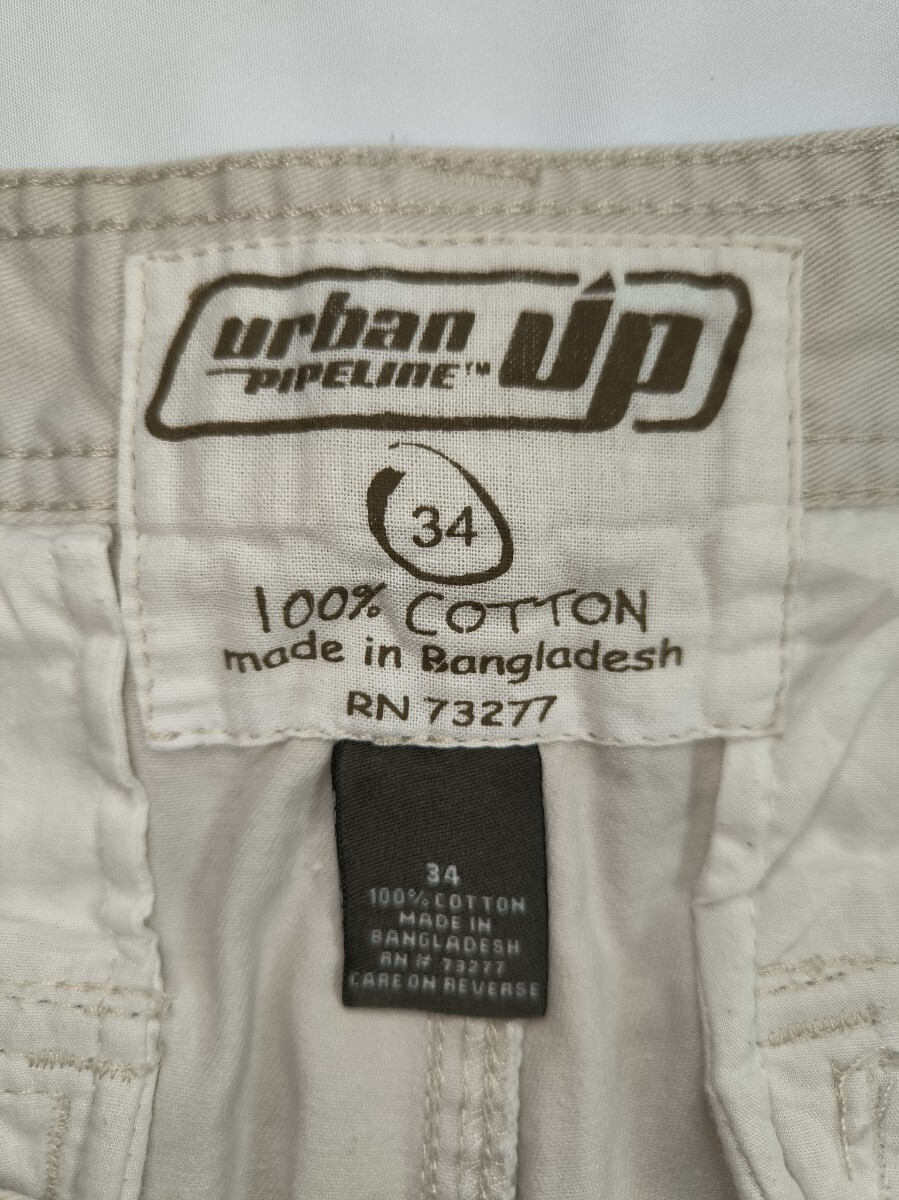 urban UP
PIPELINE™
34
100% COTTON
made in Bangladesh
RN 73277
34
100% COTTON
MADE IN
BANGLADESH
RN # 73277
CARE ON REVERSE